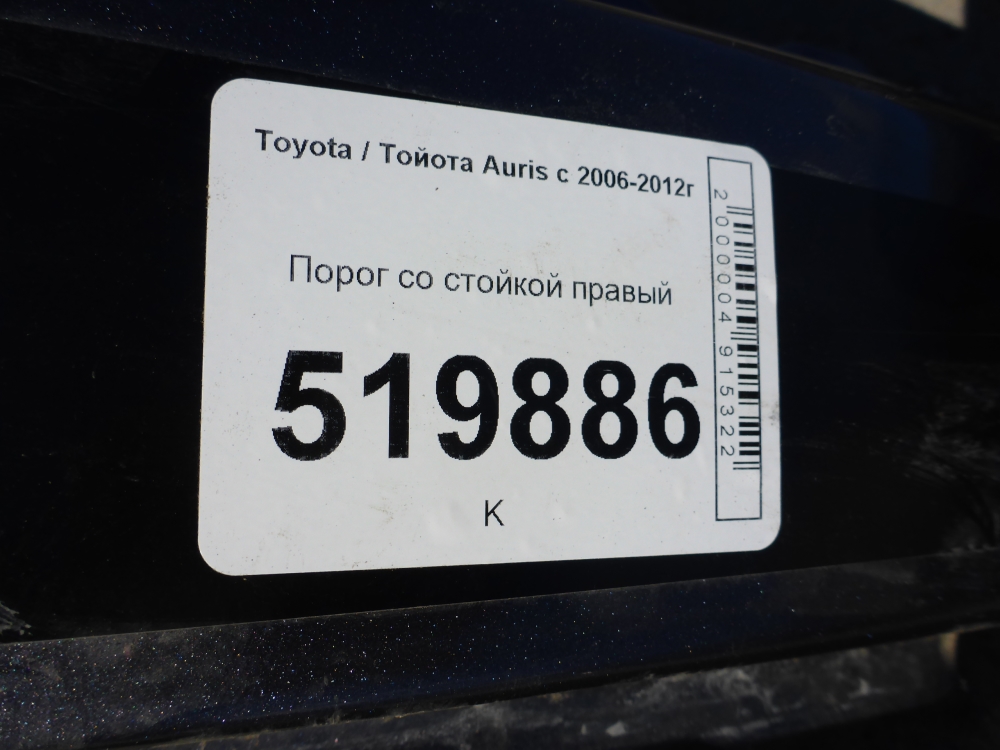 Toyota / Тойота Auris с 2006-2012г
Порог со стойкой правый
519886
К
2000004915322